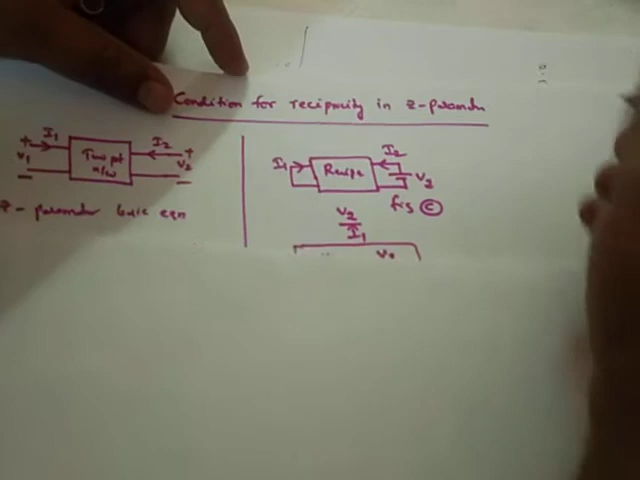 Condition for reciprocity in Z-parameter
I1 I2
+ +
V1 Two pt V2
n/w
- -
Z-parameter basic eqn
I2
I1 Recipr V2
fig C
V2
I1